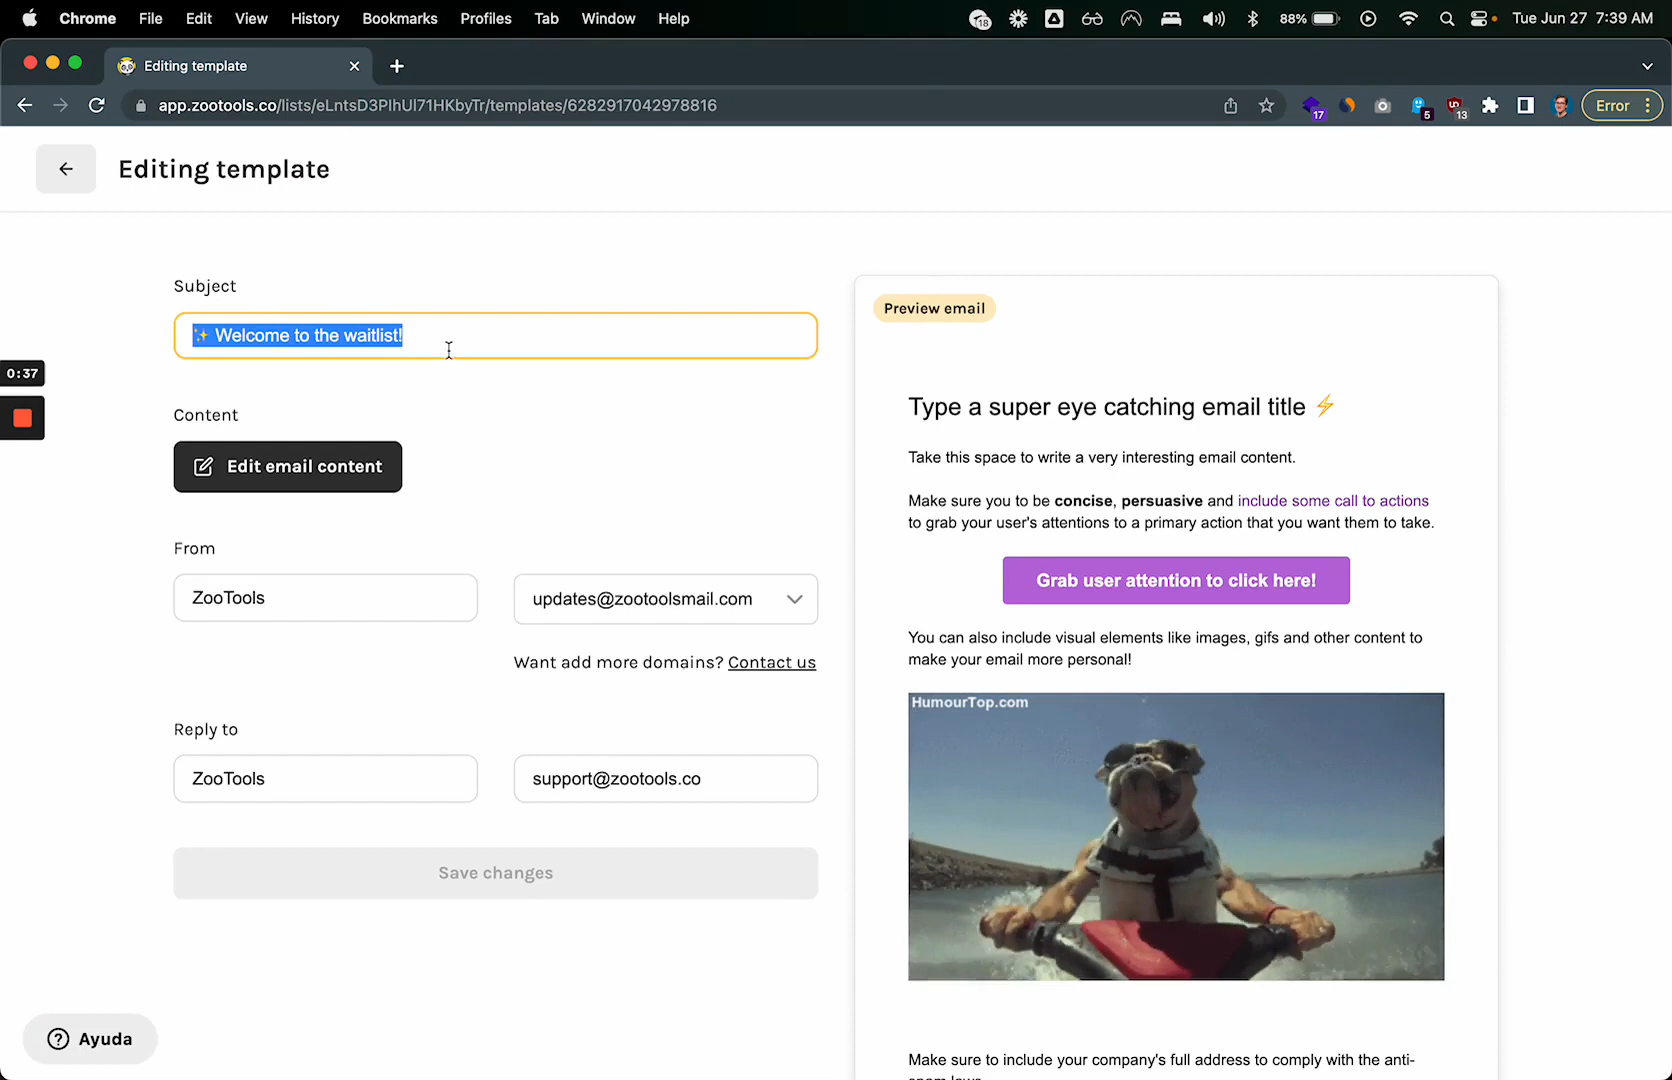 Chrome File Edit View History Bookmarks Profiles Tab Window Help 18 88% Tue Jun 27 7:39 AM
Editing template
app.zootools.co/lists/eLntsD3PIhUl71HKbyTr/templates/6282917042978816 17 5 13 Error
Editing template
Subject
✨ Welcome to the waitlist!
0:37
Content
Edit email content
From
ZooTools updates@zootoolsmail.com
Want add more domains? Contact us
Reply to
ZooTools support@zootools.co
Save changes
Ayuda
Preview email
Type a super eye catching email title ⚡
Take this space to write a very interesting email content.
Make sure you to be concise, persuasive and include some call to actions
to grab your user's attentions to a primary action that you want them to take.
Grab user attention to click here!
You can also include visual elements like images, gifs and other content to
make your email more personal!
HumourTop.com
Make sure to include your company's full address to comply with the anti-
spam laws